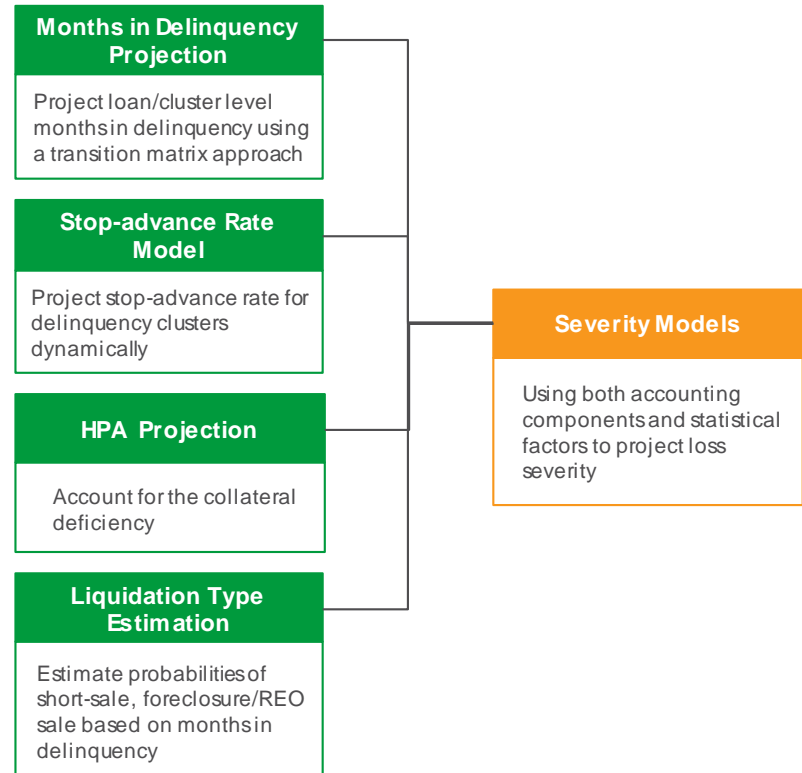 Months in Delinquency
Projection
Project loan/cluster level
months in delinquency using
a transition matrix approach
Stop-advance Rate
Model
Project stop-advance rate for
delinquency clusters
dynamically
HPA Projection
Account for the collateral
deficiency
Liquidation Type
Estimation
Estimate probabilities of
short-sale, foreclosure/REO
sale based on months in
delinquency
Severity Models
Using both accounting
components and statistical
factors to project loss
severity